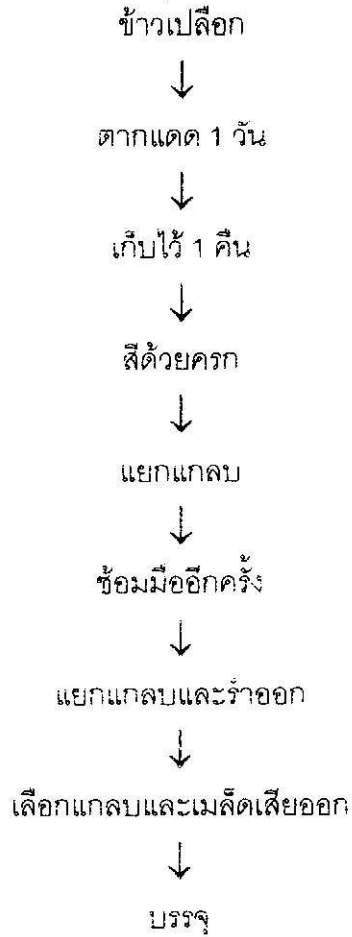 ข้าวเปลือก
ตากแดด 1 วัน
เก็บไว้ 1 คืน
สีด้วยครก
แยกแกลบ
ซ้อมมืออีกครั้ง
แยกแกลบและรำออก
เลือกแกลบและเมล็ดเสียออก
บรรจุ